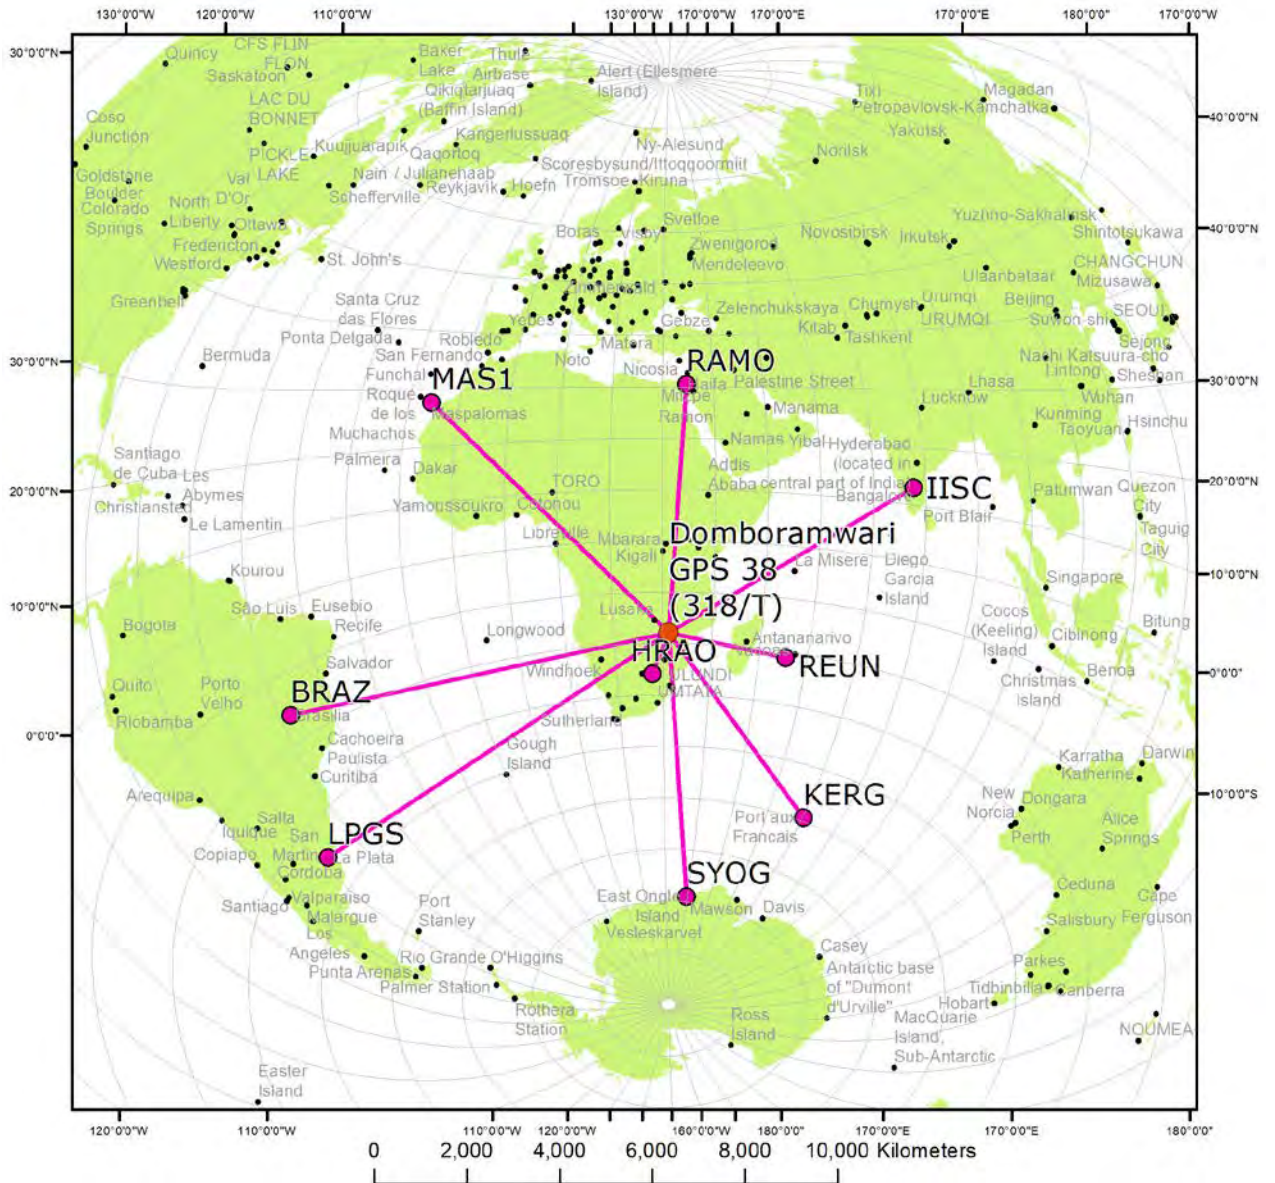 130°0'0"W 120°0'0"W 110°0'0"W 130°0'0"W 170°0'0"W 170°0'0"E 170°0'0"E 180°0'0" 170°0'0"W
30°0'0"N
40°0'0"N
40°0'0"N
30°0'0"N
30°0'0"N
20°0'0"N
20°0'0"N
10°0'0"N
10°0'0"N
0°0'0"
0°0'0"
10°0'0"S
Quincy
CFS FLIN
FLON
Saskatoon
Baker
Lake
Thule
Airbase
Qikiqtarjuaq
(Baffin Island)
Alert (Ellesmere
Island)
Tixi
Magadan
Petropavlovsk-Kamchatka
Yakutsk
LAC DU
BONNET
Coso
Junction
PICKLE
LAKE
Kuujjuarapik
Kangerlussuaq
Qaqortoq
/ Julianehaab
Nain
Schefferville
Reykjavik
Hoefn
Scoresbysund/Ittoqqoormiit
Ny-Alesund
Tromsoe
Kiruna
Norilsk
Goldstone
Boulder
Colorado
Springs
North
Liberty
Val
D'Or
Ottawa
Fredericton
Westford
St. John's
Greenbelt
Boras
Visby
Svetloe
Zwenigorod
Mendeleevo
Novosibirsk
Irkutsk
Yuzhno-Sakhalinsk
Shintotsukawa
Ulaanbataar
CHANGCHUN
Mizusawa
Zimmerwald
Santa Cruz
das Flores
Ponta Delgada
Robledo
Yebes
San Fernando
Funchal
Noto
Matera
Gebze
Zelenchukskaya
Kitab
Chumysh
Tashkent
Urumqi
URUMQI
Beijing
Suwon-shi
SEOUL
Sejong
Bermuda
Nicosia
RAMO
Haifa
Palestine Street
Mitzpe
Ramon
MAS1
Maspalomas
Roque
de los
Muchachos
Lhasa
Lucknow
Kunming
Taoyuan
Wuhan
Hsinchu
Lintong
Sheshan
Manama
Namas
Yibal
Hyderabad
(located in
central part of India
Bangalore
IISC
Port Blair
Patumwan
Quezon
City
Taguig
City
Santiago
de Cuba
Les
Abymes
Christiansted
Le Lamentin
Palmeira
Dakar
Yamoussoukro
TORO
Cotonou
Libreville
Addis
Ababa
Mbarara
Kigali
Domboramwari
GPS 38
(318/T)
La Misere
Diego
Garcia
Island
Singapore
Kourou
São Luis
Eusebio
Recife
Bogota
Longwood
Lusaka
Antananarivo
Vacoas
REUN
Cocos
(Keeling)
Island
Cibinong
Bitung
Benoa
Christmas
Island
Windhoek
HRAO
ULUNDI
UMTATA
Sutherland
Salvador
BRAZ
Brasilia
Quito
Riobamba
Porto
Velho
Cachoeira
Paulista
Curitiba
Gough
Island
KERG
Port aux
Francais
Karratha
Katherine
Darwin
New
Norcia
Dongara
Perth
Alice
Springs
Arequipa
Iquique
Salta
San
Martin
Copiapo
Cordoba
LPGS
La Plata
Santiago
Valparaiso
Malargue
Los
Angeles
Port
Stanley
Punta Arenas
Rio Grande
O'Higgins
Palmer Station
Rothera
Station
SYOG
East Ongle
Island
Mawson
Vesleskarvet
Davis
Casey
Antarctic base
of "Dumont
d'Urville"
Ross
Island
MacQuarie
Island,
Sub-Antarctic
Hobart
Tidbinbilla
Parkes
Canberra
Salisbury
Ceduna
Cape
Ferguson
NOUMEA
Easter
Island
120°0'0"W 110°0'0"W 110°0'0"W 120°0'0"W 160°0'0"W 180°0'0" 170°0'0"E 170°0'0"E 180°0'0"
0 2,000 4,000 6,000 8,000 10,000 Kilometers